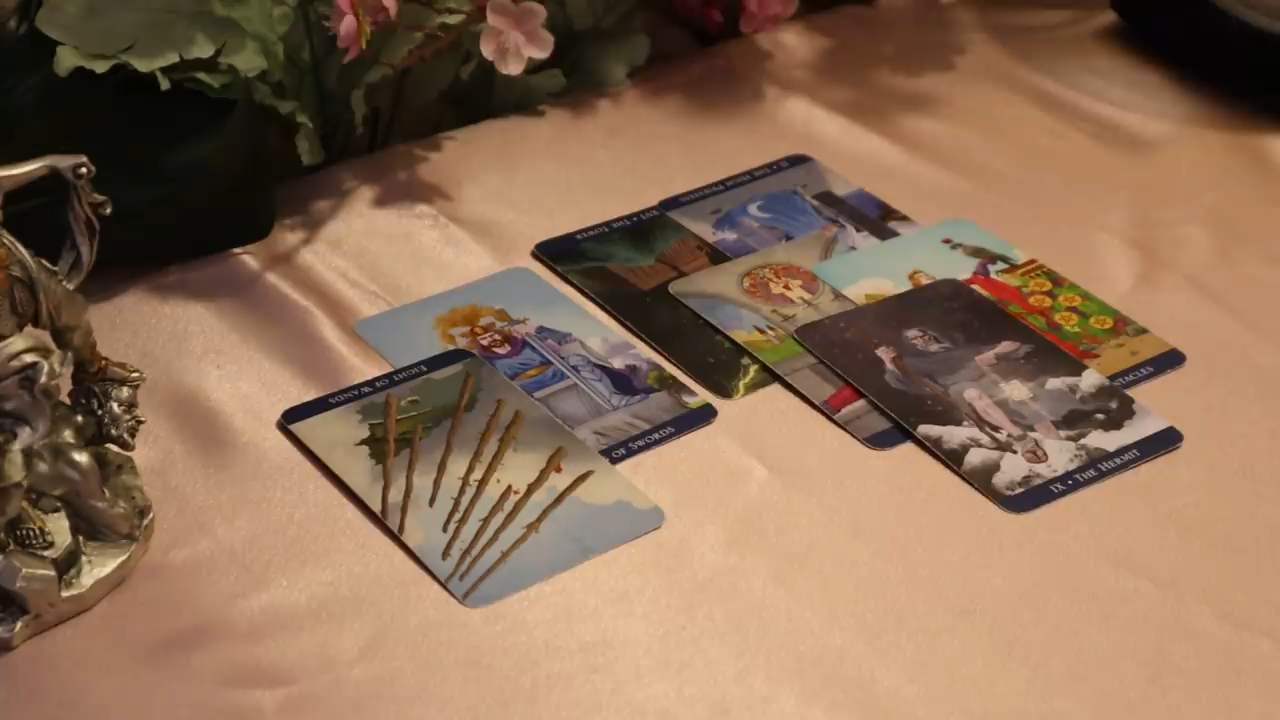 II • THE HIGH PRIESTESS
XVI • THE TOWER
NTACLES
EIGHT OF WANDS
OF SWORDS
IX • THE HERMIT